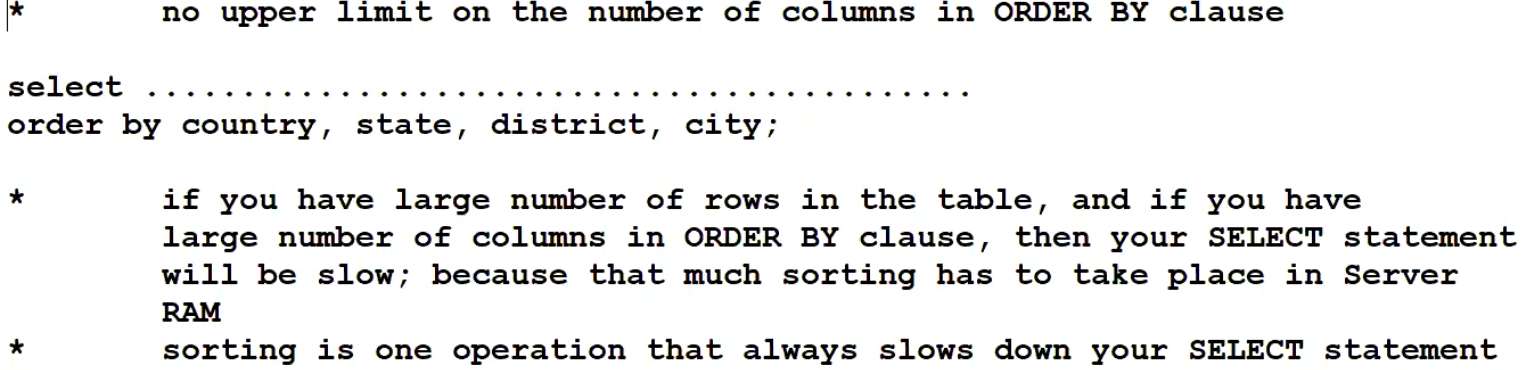 * no upper limit on the number of columns in ORDER BY clause
select ...........................................
order by country, state, district, city;
* if you have large number of rows in the table, and if you have
large number of columns in ORDER BY clause, then your SELECT statement
will be slow; because that much sorting has to take place in Server
RAM
* sorting is one operation that always slows down your SELECT statement